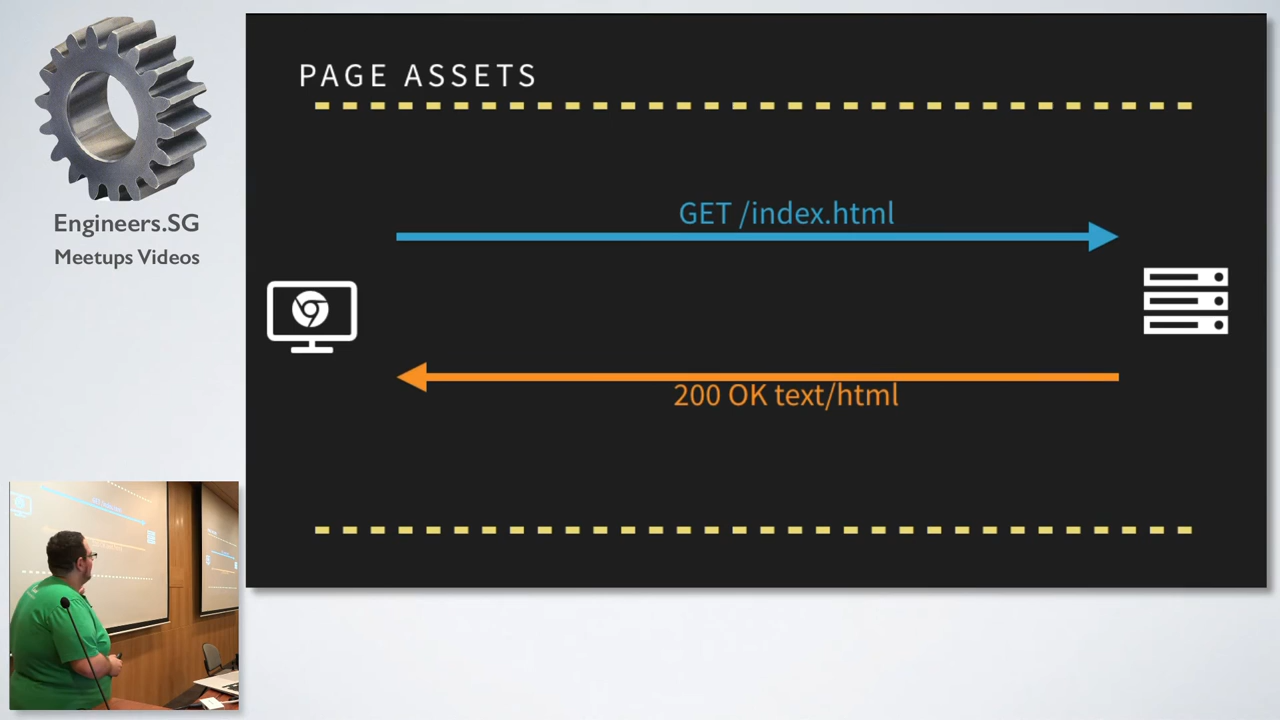 Engineers.SG
Meetups Videos
PAGE ASSETS
GET /index.html
200 OK text/html